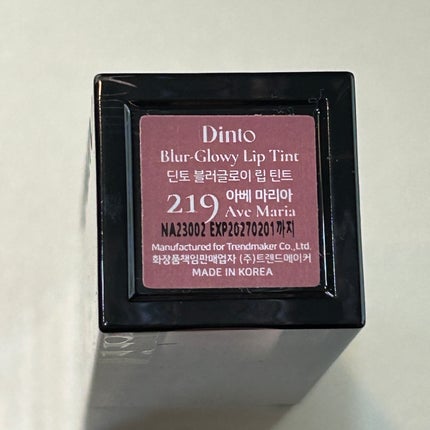 Dinto
Blur-Glowy Lip Tint
딘토 블러글로이 립 틴트
219 아베 마리아
Ave Maria
NA23002 EXP20270201까지
Manufactured for Trendmaker Co.,Ltd.
화장품책임판매업자 (주)트렌드메이커
MADE IN KOREA